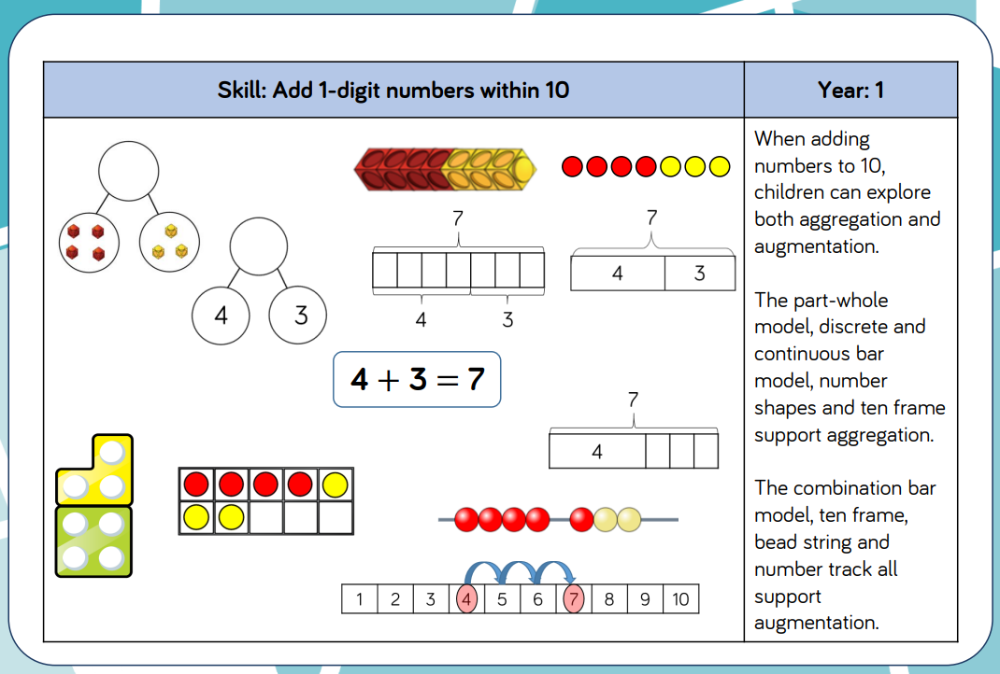 Skill: Add 1-digit numbers within 10
Year: 1
7
4
3
7
4 3
4
3
4 + 3 = 7
7
4
1 2 3 4 5 6 7 8 9 10
When adding
numbers to 10,
children can explore
both aggregation and
augmentation.
The part-whole
model, discrete and
continuous bar
model, number
shapes and ten frame
support aggregation.
The combination bar
model, ten frame,
bead string and
number track all
support
augmentation.